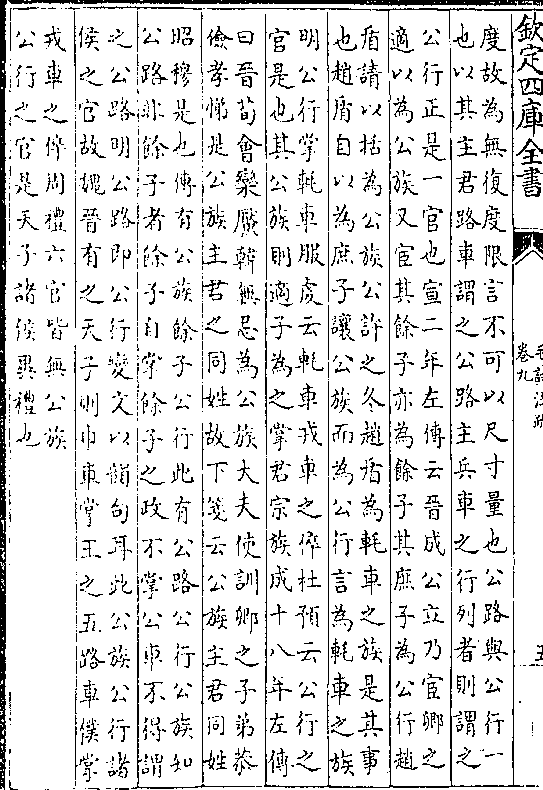 欽定四庫全書
毛詩注疏
卷九
五
度故為無復度限言不可以尺寸量也公路與公行一
也以其主君路車謂之公路主兵車之行列者則謂之
公行正是一官也宣二年左傳云晉成公立乃宦卿之
適以為公族又宦其餘子亦為餘子其庶子為公行趙
盾請以括為公族公許之冬趙盾為軞車之族是其事
也趙盾自以為庶子讓公族而為公行言為軞車之族
明公行掌軞車服虔云軞車戎車之倅杜預云公行之
官是也其公族則適子為之掌君宗族成十八年左傳
曰晉荀會欒黶韓無忌為公族大夫使訓卿之子弟恭
儉孝悌是公族主君之同姓故下箋云公族主君同姓
昭穆是也傳有公族餘子公行此有公路公行公族知
公路非餘子者餘子自掌餘子之政不掌公車不得謂
之公路明公路即公行變文以韻句耳此公族公行諸
侯之官故魏晉有之天子則巾車掌王之五路車僕掌
戎車之倅周禮六官皆無公族
公行之官是天子諸侯異禮也